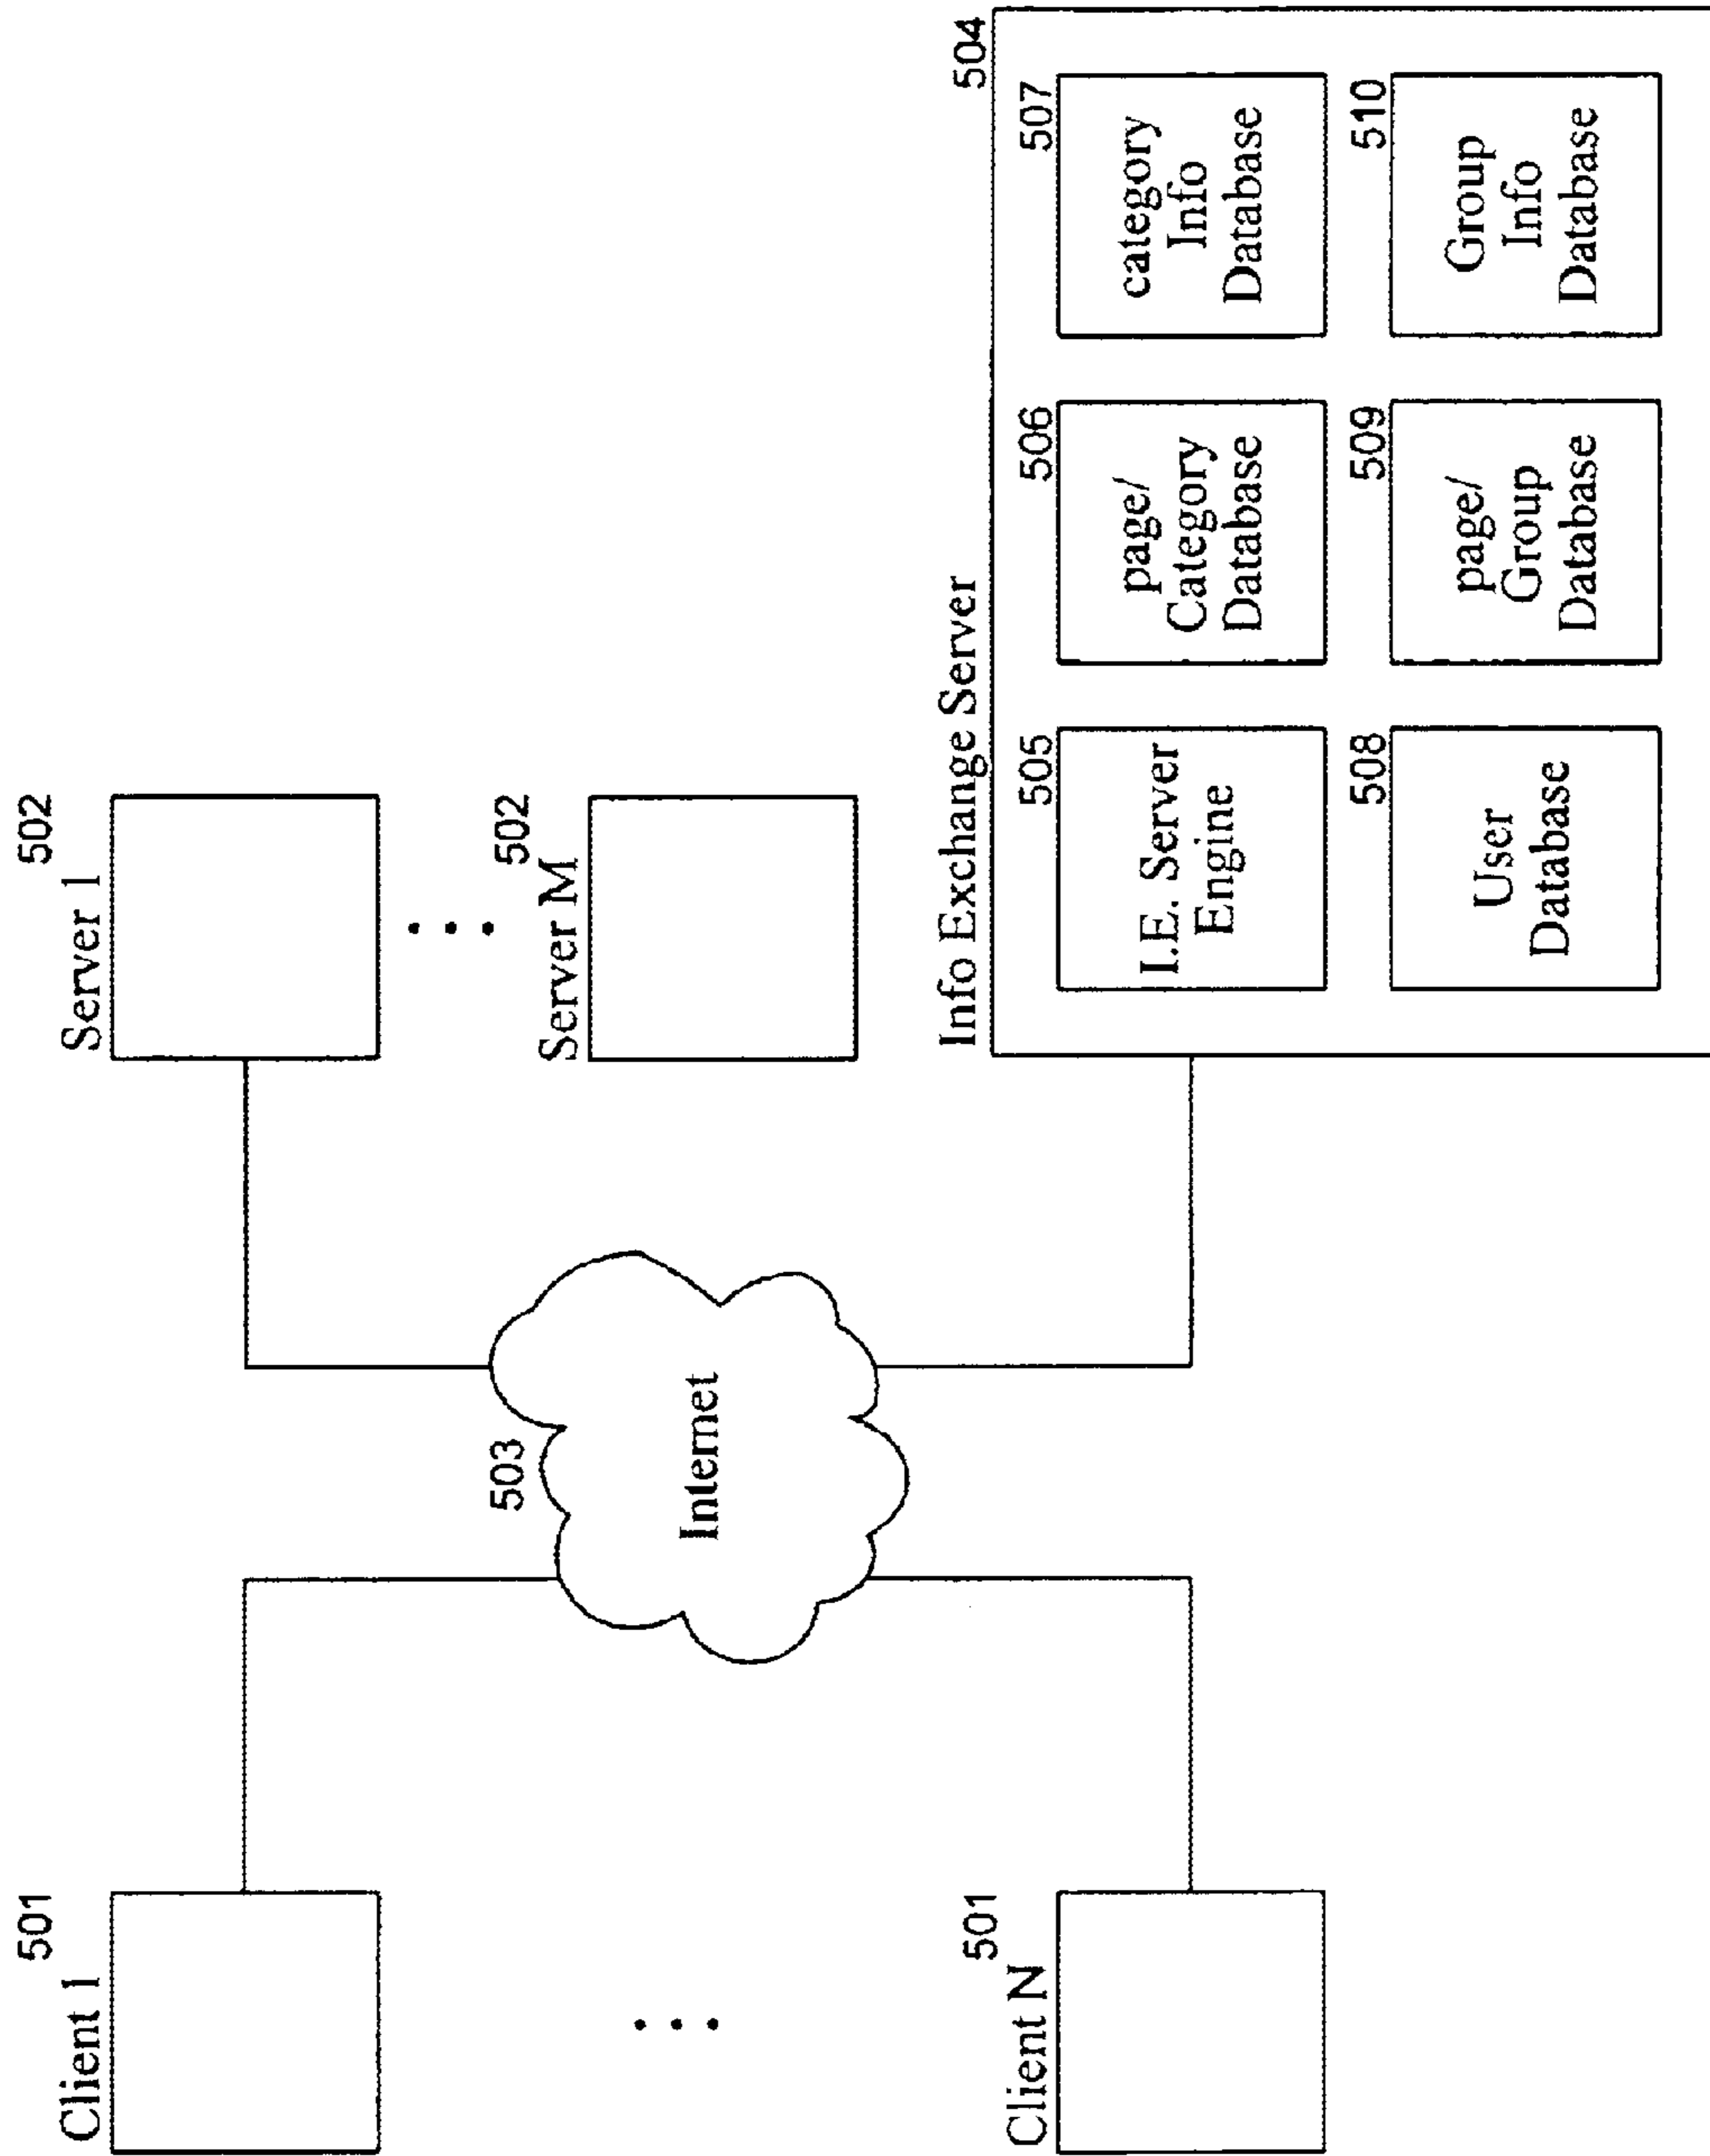 Client 1
501
Client N
501
503
Internet
Server 1
502
Server M
502
Info Exchange Server
504
505
I.E. Server
Engine
506
page/
Category
Database
507
category
Info
Database
508
User
Database
509
page/
Group
Database
510
Group
Info
Database